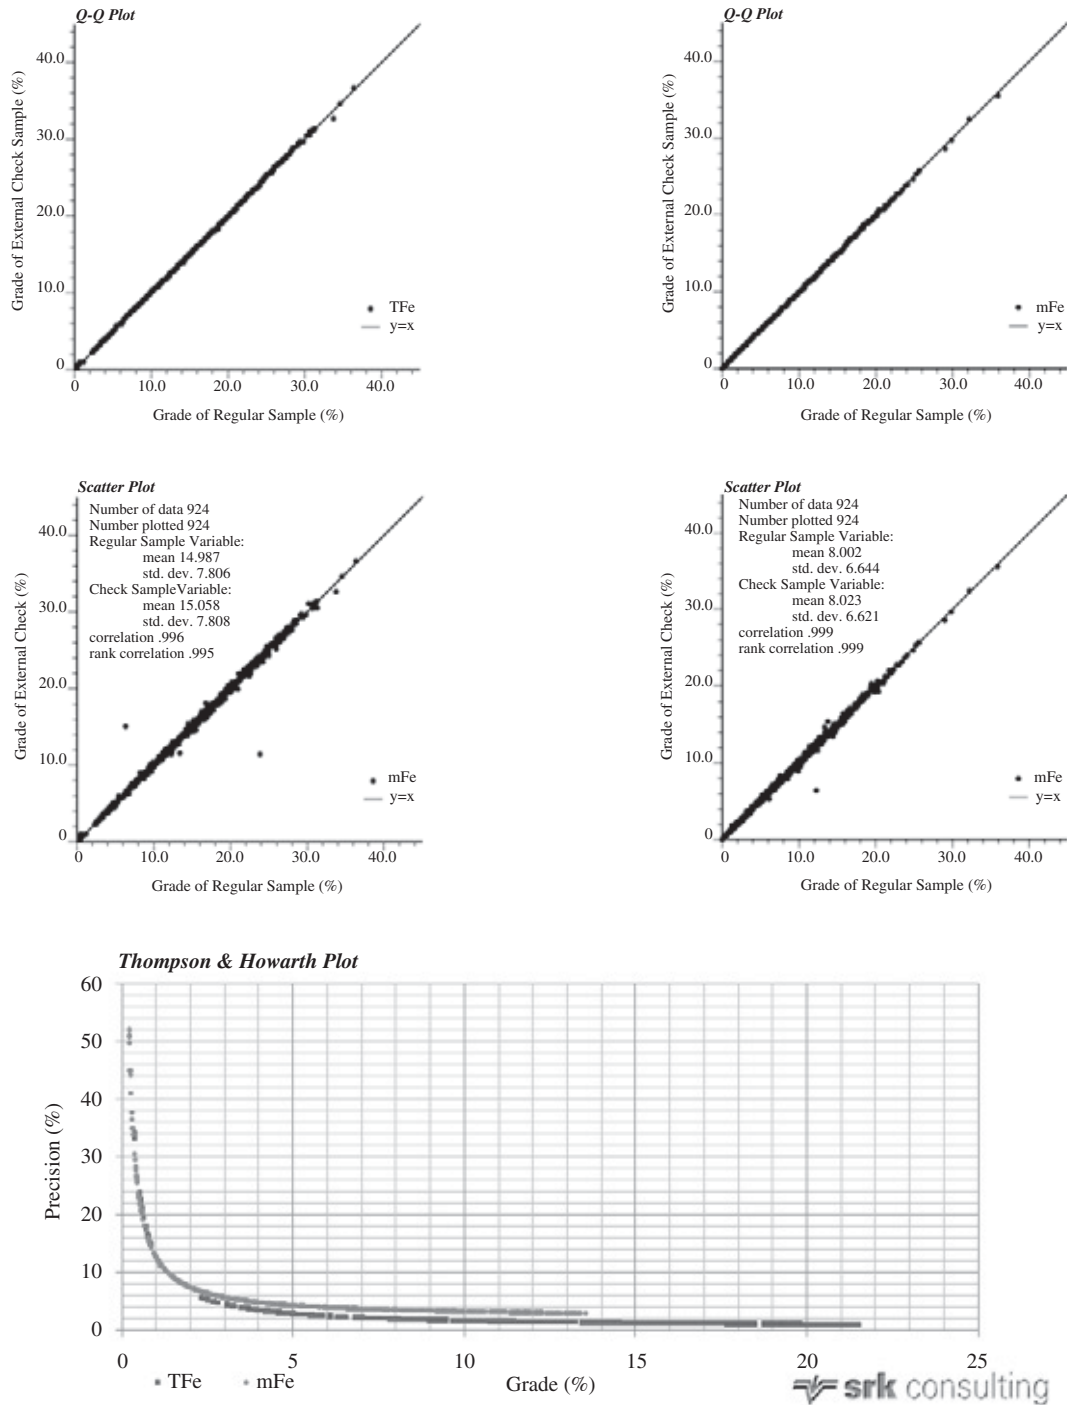 Q-Q Plot
Grade of External Check Sample (%)
40.0
30.0
20.0
10.0
0
TFe
y=x
0 10.0 20.0 30.0 40.0
Grade of Regular Sample (%)
Q-Q Plot
Grade of External Check Sample (%)
40.0
30.0
20.0
10.0
0
mFe
y=x
0 10.0 20.0 30.0 40.0
Grade of Regular Sample (%)
Scatter Plot
Number of data 924
Number plotted 924
Regular Sample Variable:
mean 14.987
std. dev. 7.806
Check SampleVariable:
mean 15.058
std. dev. 7.808
correlation .996
rank correlation .995
Grade of External Check (%)
40.0
30.0
20.0
10.0
0
mFe
y=x
0 10.0 20.0 30.0 40.0
Grade of Regular Sample (%)
Scatter Plot
Number of data 924
Number plotted 924
Regular Sample Variable:
mean 8.002
std. dev. 6.644
Check Sample Variable:
mean 8.023
std. dev. 6.621
correlation .999
rank correlation .999
Grade of External Check (%)
40.0
30.0
20.0
10.0
0
mFe
y=x
0 10.0 20.0 30.0 40.0
Grade of Regular Sample (%)
Thompson & Howarth Plot
Precision (%)
60
50
40
30
20
10
0
0 5 10 15 20 25
TFe mFe
Grade (%)
srk consulting